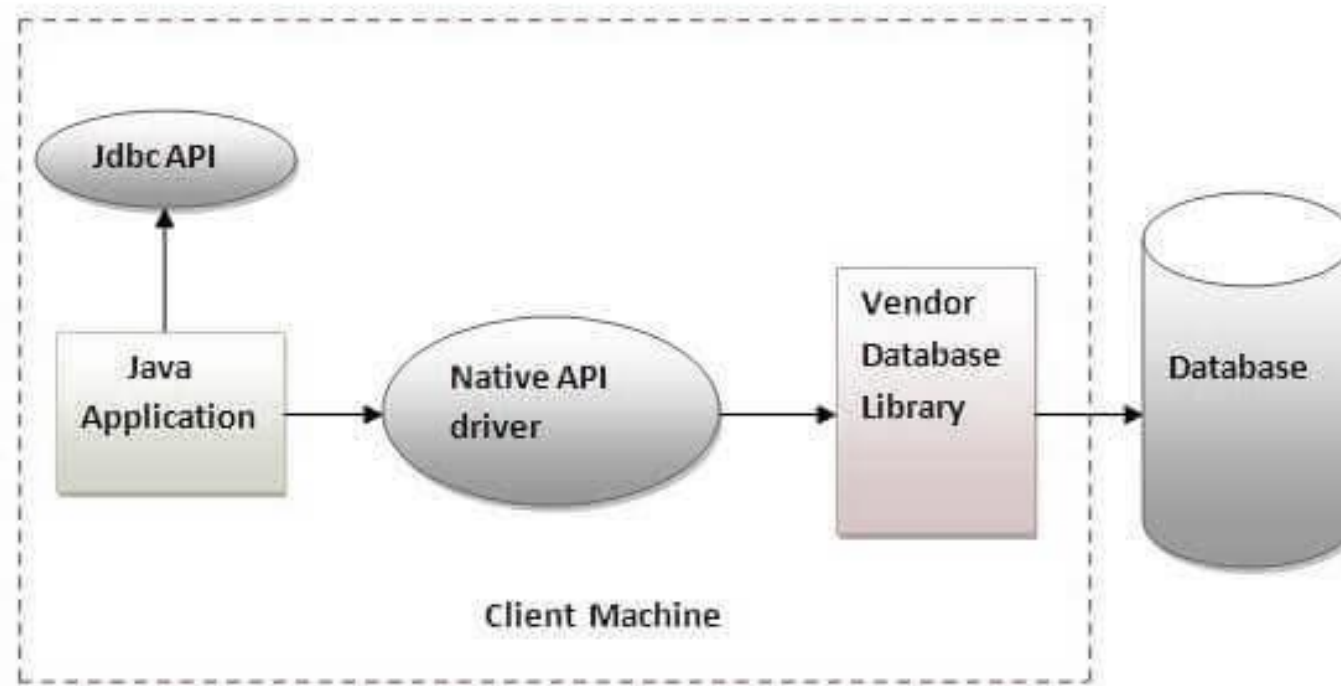 Jdbc API
Java
Application
Native API
driver
Vendor
Database
Library
Database
Client Machine